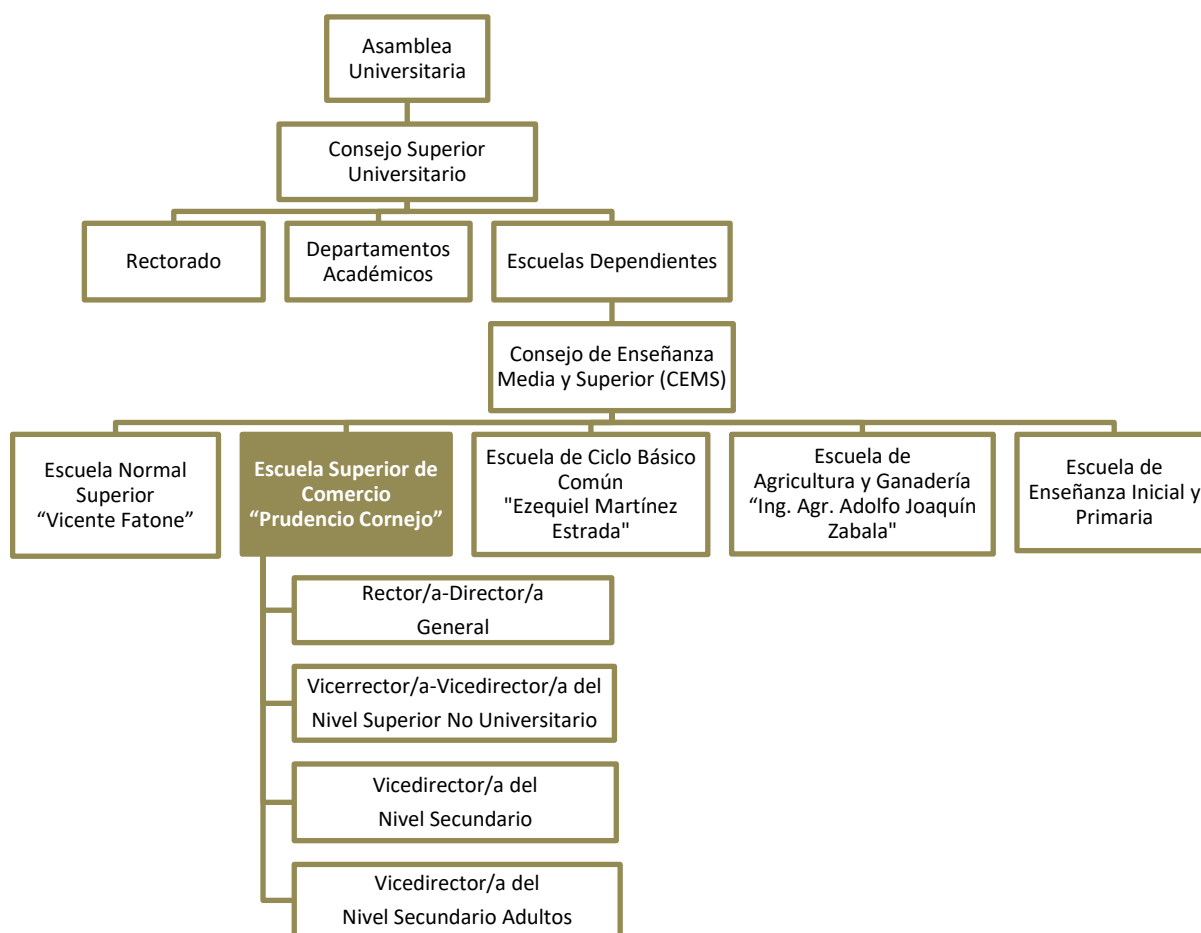 Asamblea
Universitaria
Consejo Superior
Universitario
Rectorado
Departamentos
Académicos
Escuelas Dependientes
Consejo de Enseñanza
Media y Superior (CEMS)
Escuela Normal
Superior
“Vicente Fatone”
Escuela Superior de
Comercio
“Prudencio Cornejo”
Escuela de Ciclo Básico
Común
"Ezequiel Martínez
Estrada"
Escuela de
Agricultura y Ganadería
“Ing. Agr. Adolfo Joaquín
Zabala"
Escuela de
Enseñanza Inicial y
Primaria
Rector/a-Director/a
General
Vicerrector/a-Vicedirector/a del
Nivel Superior No Universitario
Vicedirector/a del
Nivel Secundario
Vicedirector/a del
Nivel Secundario Adultos